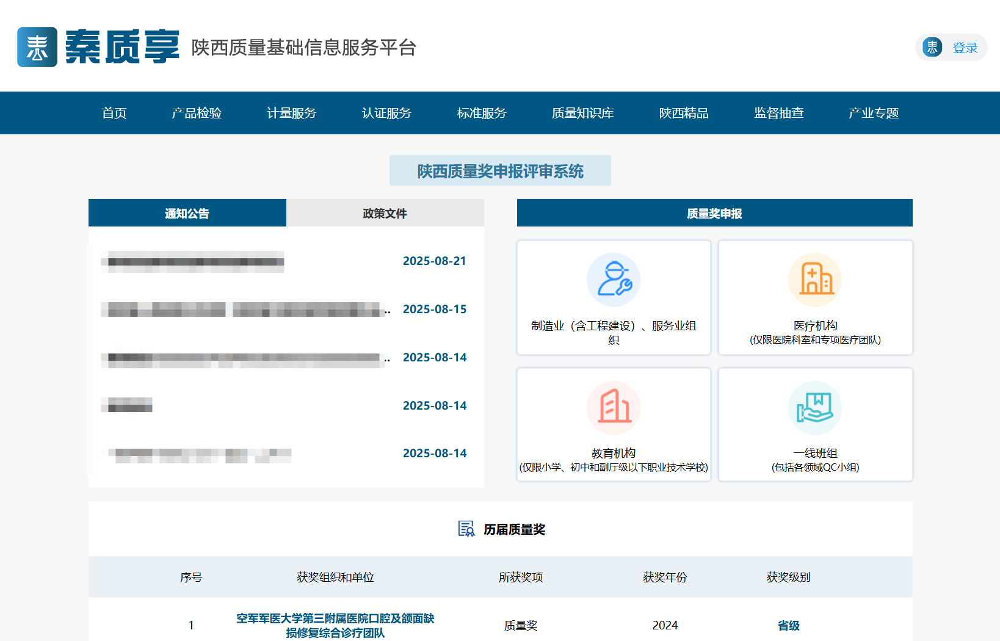 秦质享 陕西质量基础信息服务平台
登录
首页 产品检验 计量服务 认证服务 标准服务 质量知识库 陕西精品 监督抽查 产业专题
陕西质量奖申报评审系统
通知公告 政策文件
2025-08-21
.. 2025-08-15
.. 2025-08-14
2025-08-14
2025-08-14
质量奖申报
制造业（含工程建设）、服务业组
织
医疗机构
(仅限医院科室和专项医疗团队)
教育机构
(仅限小学、初中和副厅级以下职业技术学校)
一线班组
(包括各领域QC小组)
历届质量奖
序号 获奖组织和单位 所获奖项 获奖年份 获奖级别
1 空军军医大学第三附属医院口腔及颌面缺
损修复综合诊疗团队 质量奖 2024 省级